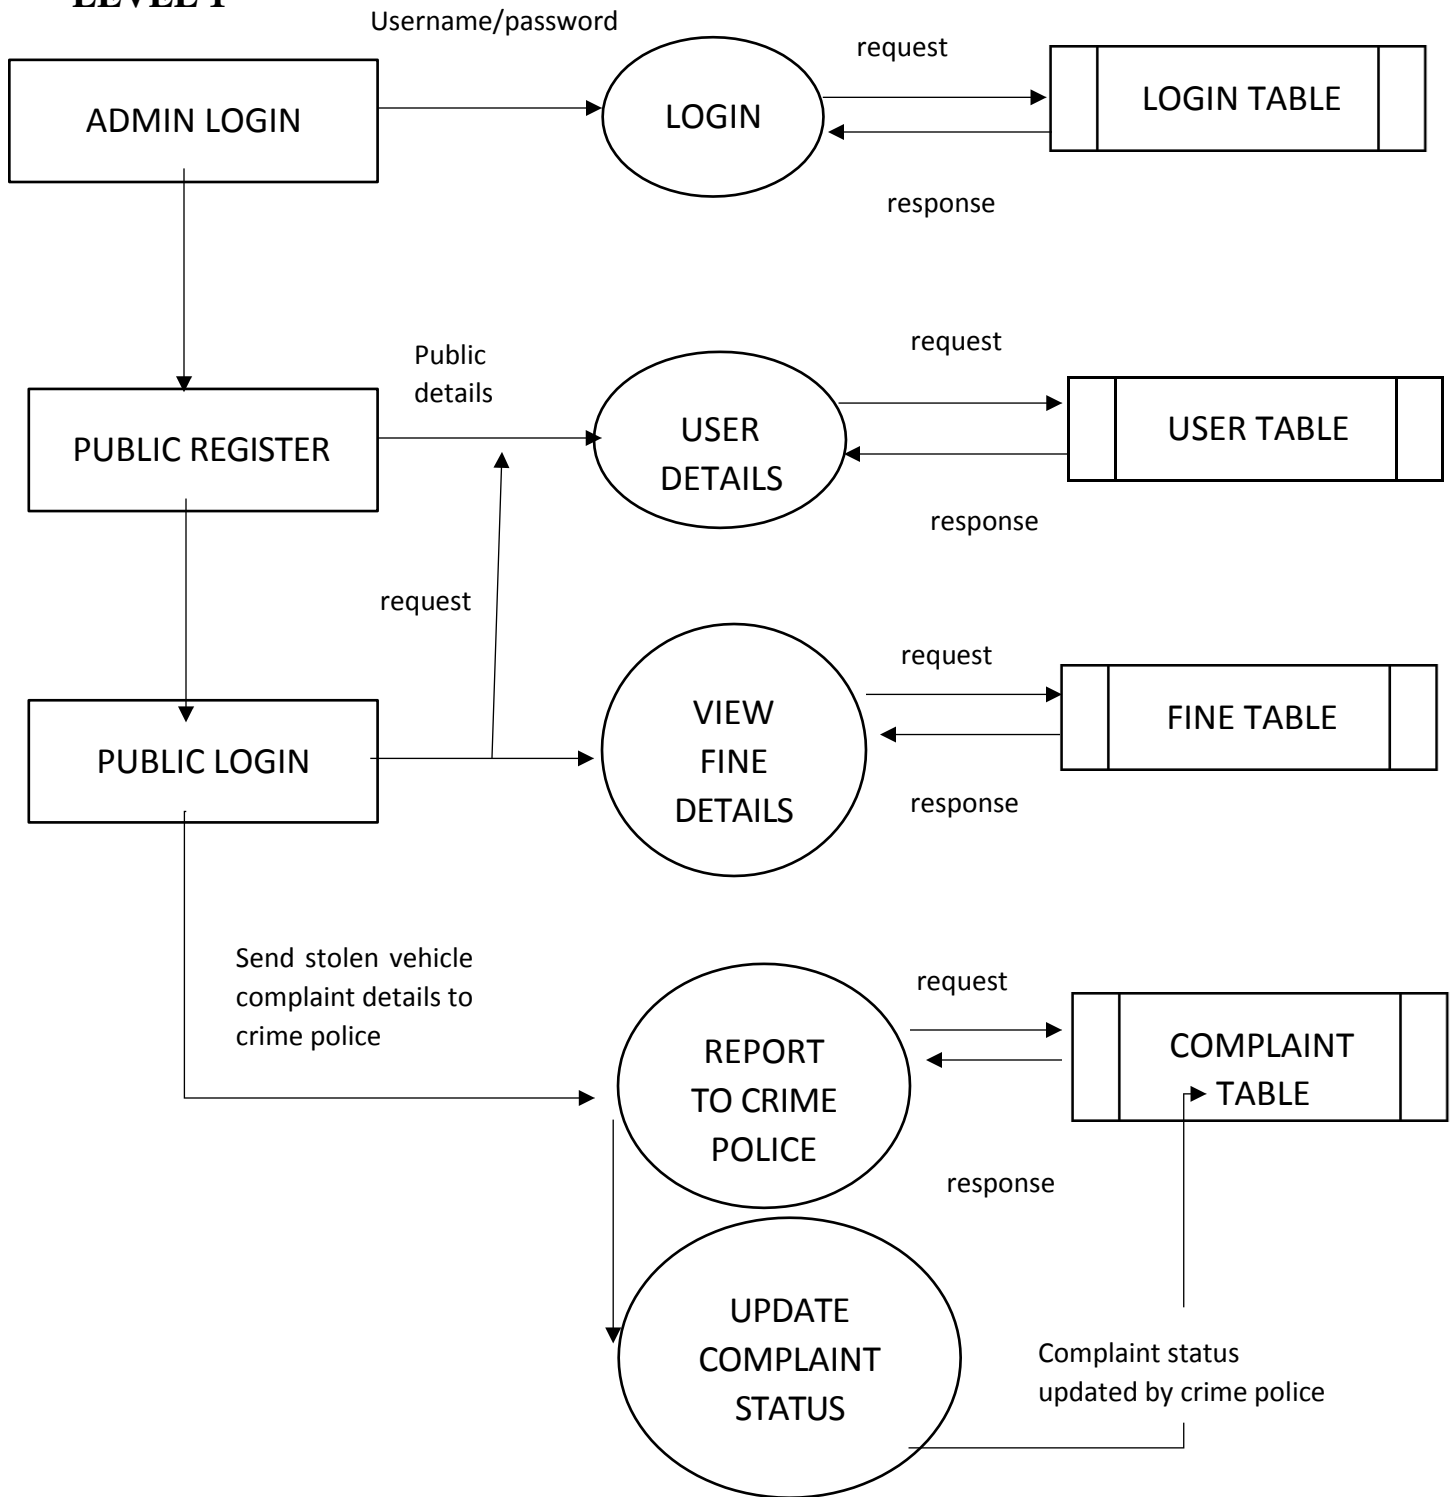 LEVEL 1
Username/password
request
ADMIN LOGIN
LOGIN
LOGIN TABLE
response
Public
details
request
PUBLIC REGISTER
USER
DETAILS
USER TABLE
response
request
request
PUBLIC LOGIN
VIEW
FINE
DETAILS
FINE TABLE
response
Send stolen vehicle
complaint details to
crime police
request
REPORT
TO CRIME
POLICE
COMPLAINT
TABLE
response
UPDATE
COMPLAINT
STATUS
Complaint status
updated by crime police